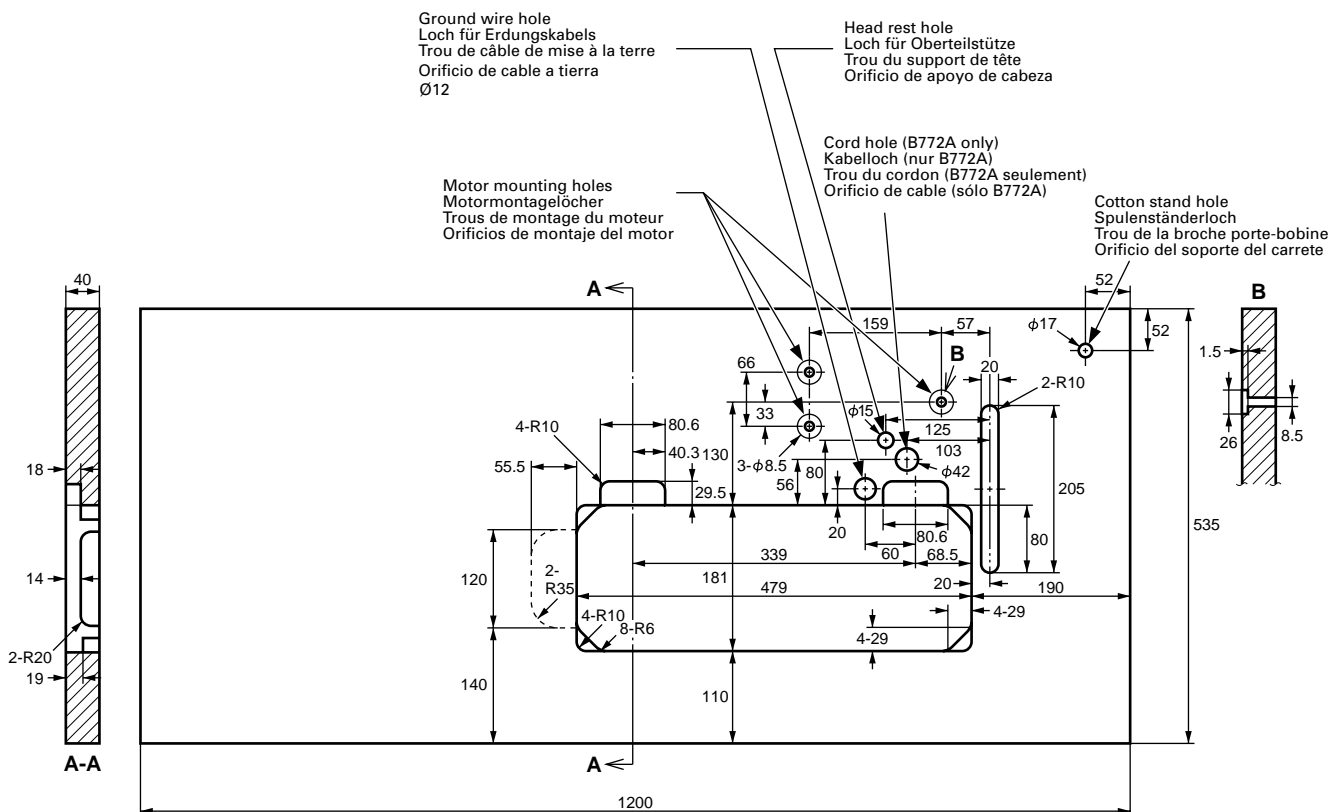 Ground wire hole
Loch für Erdungskabels
Trou de câble de mise à la terre
Orificio de cable a tierra
Ø12
Head rest hole
Loch für Oberteilstütze
Trou du support de tête
Orificio de apoyo de cabeza
Cord hole (B772A only)
Kabelloch (nur B772A)
Trou du cordon (B772A seulement)
Orificio de cable (sólo B772A)
Motor mounting holes
Motormontagelöcher
Trous de montage du moteur
Orificios de montaje del motor
Cotton stand hole
Spulenständerloch
Trou de la broche porte-bobine
Orificio del soporte del carrete
40
A
52
B
159
57
φ17
52
B
1.5
66
20
2-R10
33
φ15
125
4-R10
80.6
103
26
8.5
18
55.5
40.3
130
3-φ8.5
80
φ42
29.5
56
205
535
20
80.6
80
60
68.5
339
120
2-
R35
181
14
20
479
190
4-R10
8-R6
4-29
4-29
2-R20
19
140
110
A-A
A
1200